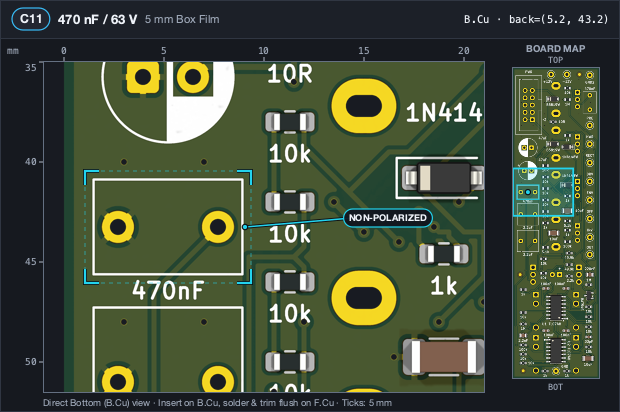 C11 470 nF / 63 V 5 mm Box Film B.Cu · back=(5.2, 43.2)
mm 0 5 10 15 20
BOARD MAP
TOP
35
10R
1N414
40
10k
NON-POLARIZED
10k
45
470nF
1k
10k
50
10k
BOT
Direct Bottom (B.Cu) view · Insert on B.Cu, solder & trim flush on F.Cu · Ticks: 5 mm